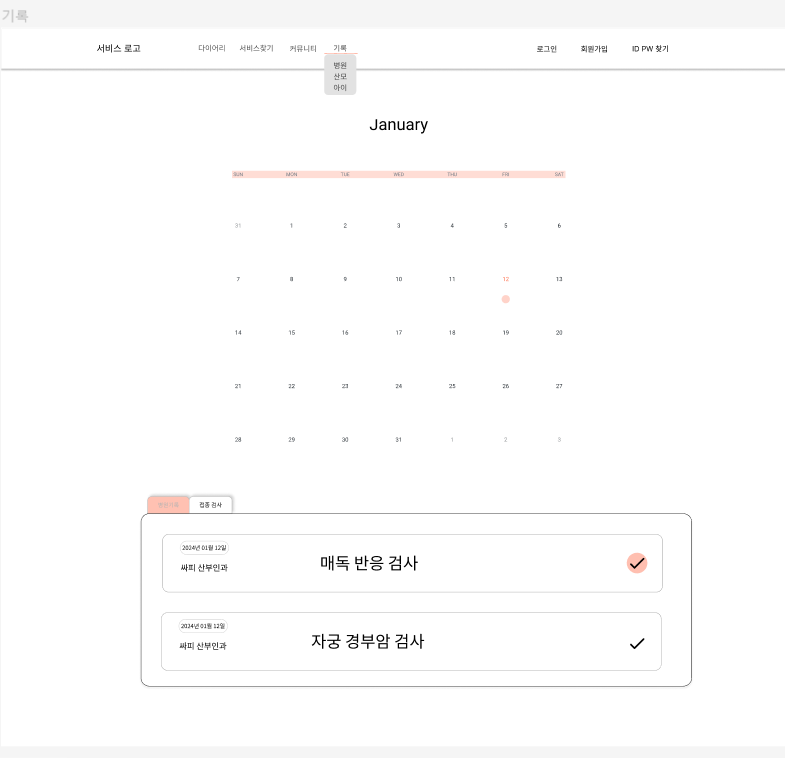 기록
서비스 로고 다이어리 서비스찾기 커뮤니티 기록 로그인 회원가입 ID PW 찾기
병원
산모
아이
January
SUN MON TUE WED THU FRI SAT
31 1 2 3 4 5 6
7 8 9 10 11 12 13
14 15 16 17 18 19 20
21 22 23 24 25 26 27
28 29 30 31 1 2 3
접종 검사
2024년 01월 12일
싸피 산부인과
매독 반응 검사
2024년 01월 12일
싸피 산부인과
자궁 경부암 검사